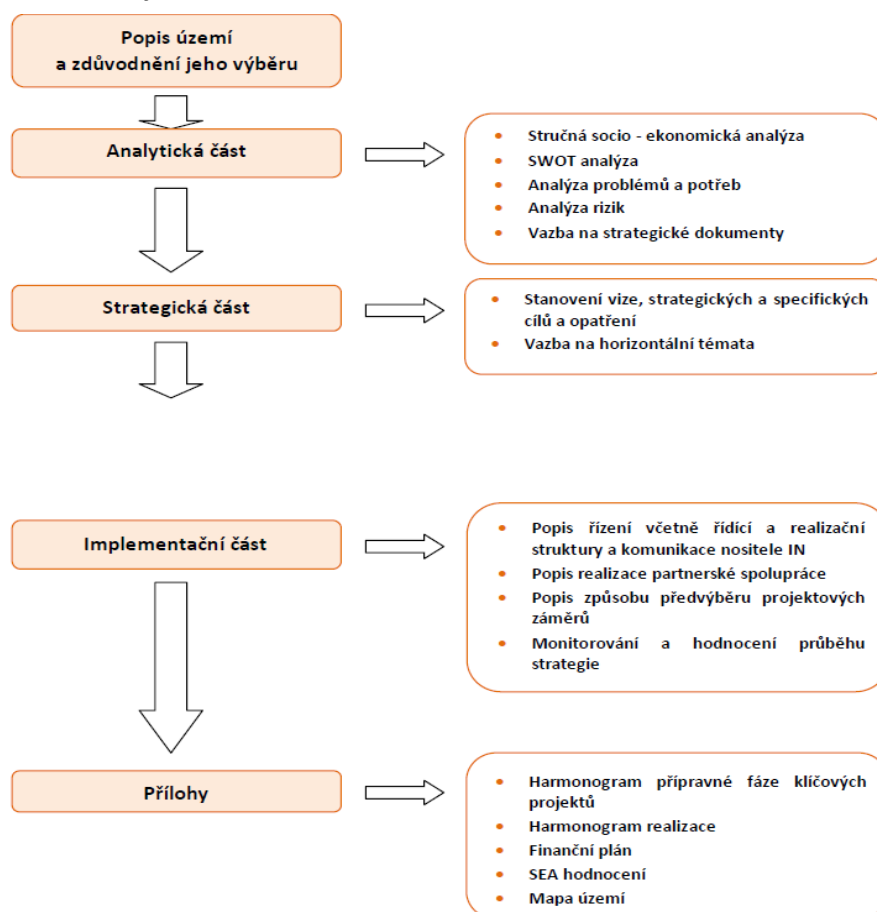 Popis území
a zdůvodnění jeho výběru
Analytická část
• Stručná socio - ekonomická analýza
• SWOT analýza
• Analýza problémů a potřeb
• Analýza rizik
• Vazba na strategické dokumenty
Strategická část
• Stanovení vize, strategických a specifických
cílů a opatření
• Vazba na horizontální témata
Implementační část
• Popis řízení včetně řídící a realizační
struktury a komunikace nositele IN
• Popis realizace partnerské spolupráce
• Popis způsobu předvýběru projektových
záměrů
• Monitorování a hodnocení průběhu
strategie
Přílohy
• Harmonogram přípravné fáze klíčových
projektů
• Harmonogram realizace
• Finanční plán
• SEA hodnocení
• Mapa území